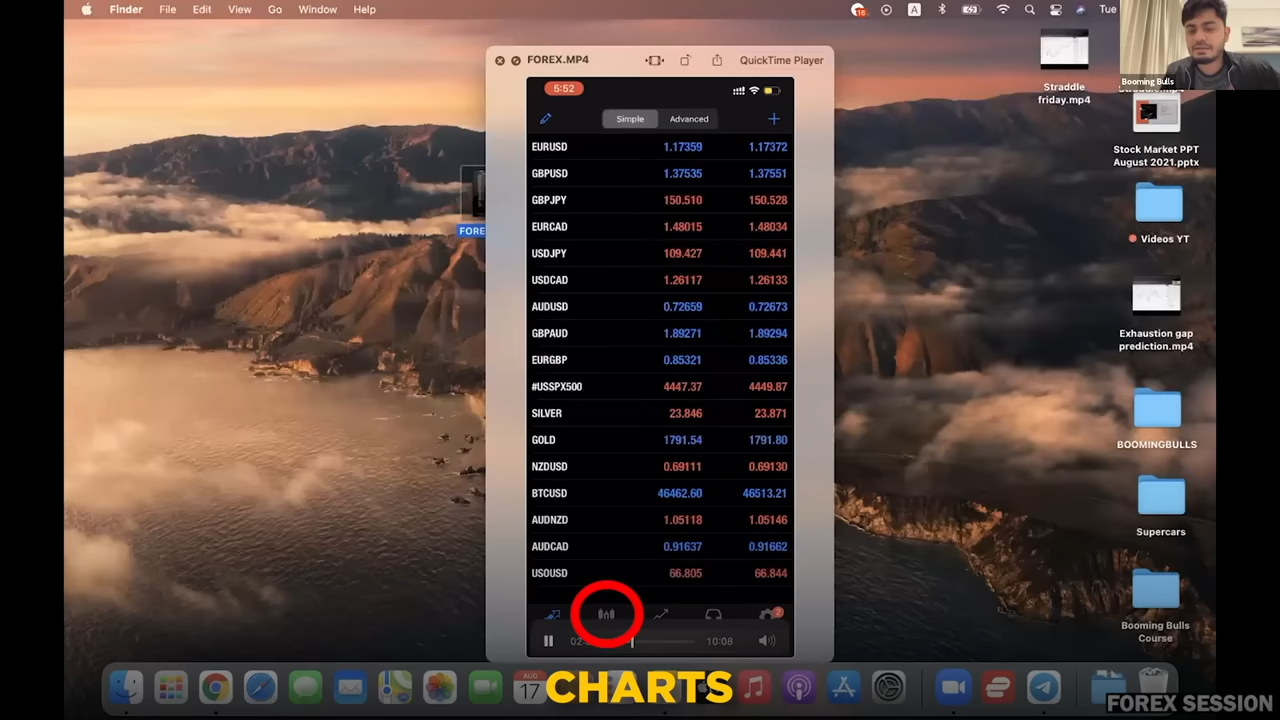 Finder File Edit View Go Window Help
16 A Tue
Booming Bulls
FOREX.MP4 QuickTime Player
5:52
Simple Advanced +
EURUSD 1.17359 1.17372
GBPUSD 1.37535 1.37551
GBPJPY 150.510 150.528
EURCAD 1.48015 1.48034
USDJPY 109.427 109.441
USDCAD 1.26117 1.26133
AUDUSD 0.72659 0.72673
GBPAUD 1.89271 1.89294
EURGBP 0.85321 0.85336
#USSPX500 4447.37 4449.87
SILVER 23.846 23.871
GOLD 1791.54 1791.80
NZDUSD 0.69111 0.69130
BTCUSD 46462.60 46513.21
AUDNZD 1.05118 1.05146
AUDCAD 0.91637 0.91662
USOUSD 66.805 66.844
2
10:08
FORE
Straddle
friday.mp4
Stock Market PPT
August 2021.pptx
Videos YT
Exhaustion gap
prediction.mp4
BOOMINGBULLS
Supercars
Booming Bulls
Course
AUG
17
CHARTS
FOREX SESSION